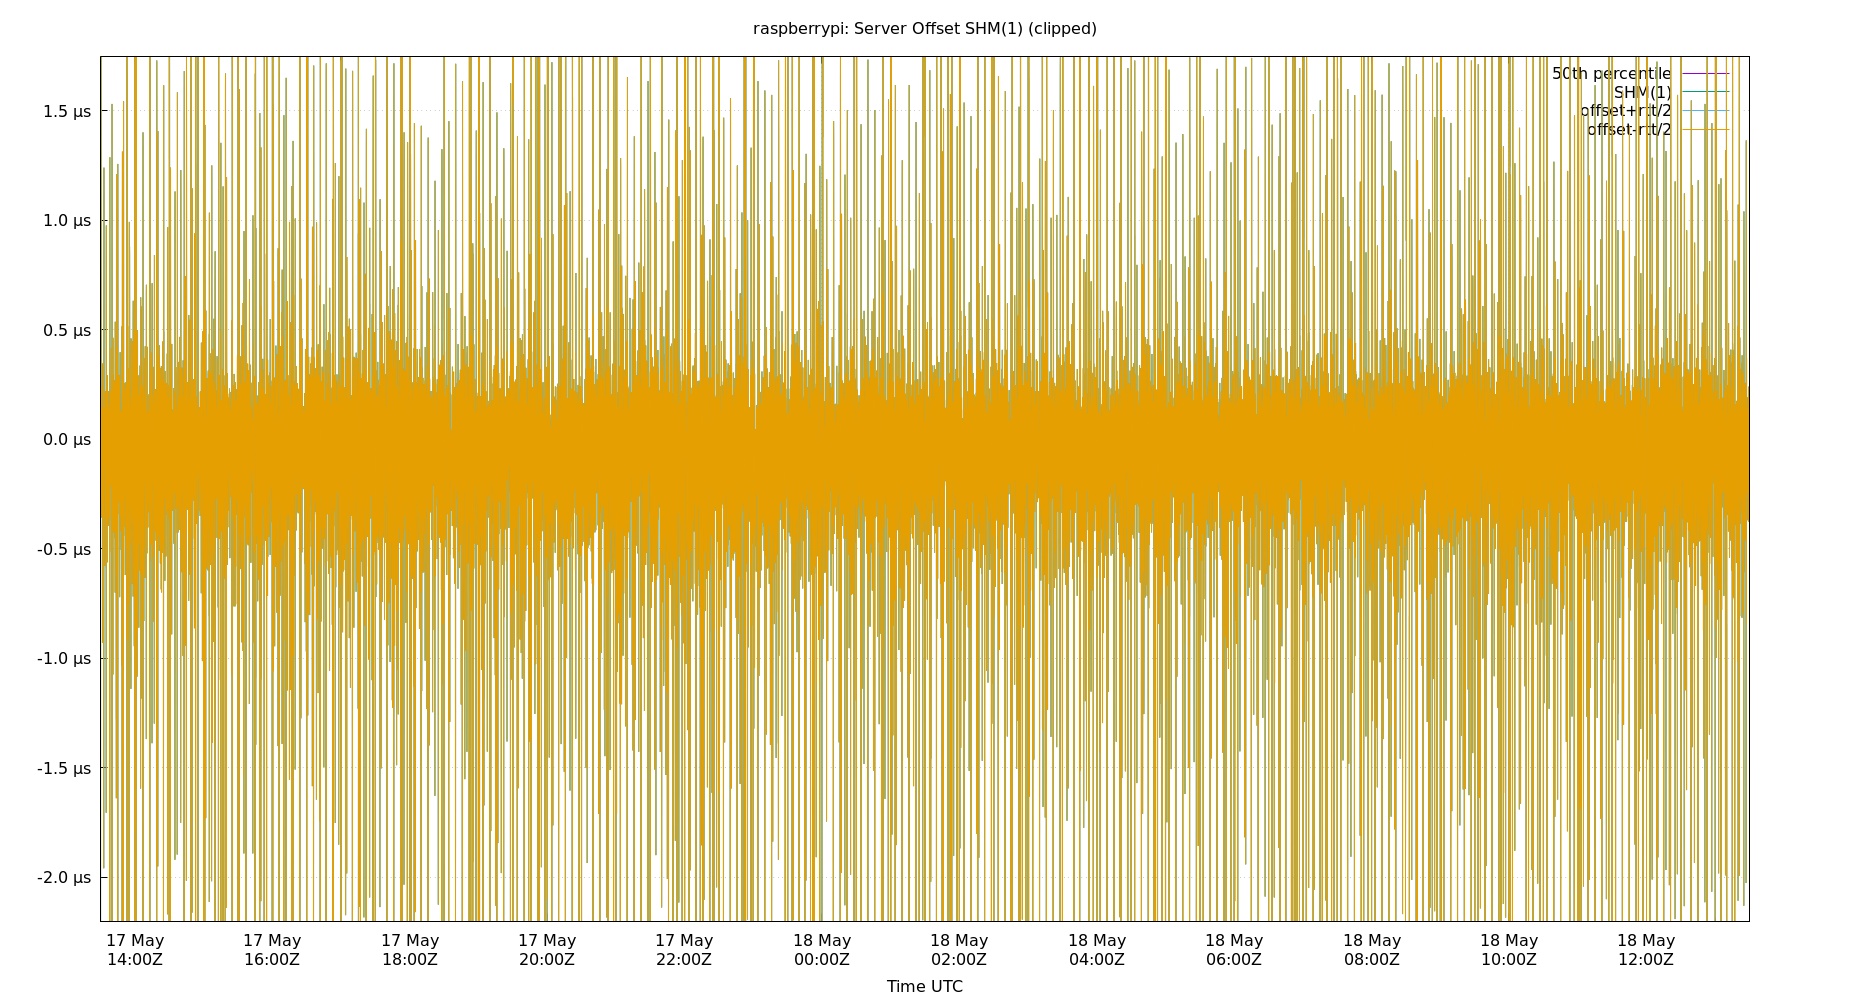 raspberrypi: Server Offset SHM(1) (clipped)
50th percentile
SHM(1)
offset+rtt/2
offset-rtt/2
1.5 µs
1.0 µs
0.5 µs
0.0 µs
-0.5 µs
-1.0 µs
-1.5 µs
-2.0 µs
17 May 17 May 17 May 17 May 17 May 18 May 18 May 18 May 18 May 18 May 18 May 18 May
14:00Z 16:00Z 18:00Z 20:00Z 22:00Z 00:00Z 02:00Z 04:00Z 06:00Z 08:00Z 10:00Z 12:00Z
Time UTC